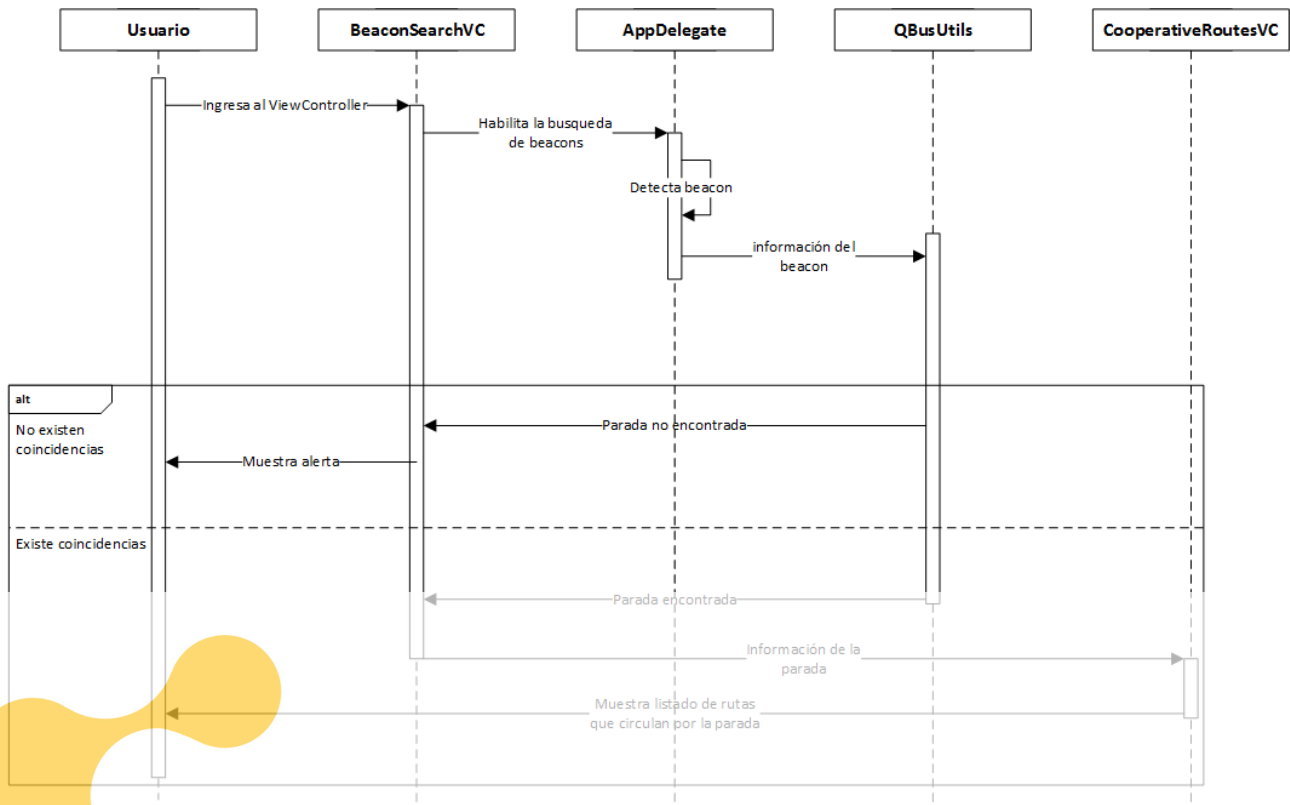 Usuario
BeaconSearchVC
AppDelegate
QBusUtils
CooperativeRoutesVC
Ingresa al ViewController
Habilita la busqueda
de beacons
Detecta beacon
información del
beacon
alt
No existen
coincidencias
Parada no encontrada
Muestra alerta
Existe coincidencias
Parada encontrada
Información de la
parada
Muestra listado de rutas
que circulan por la parada